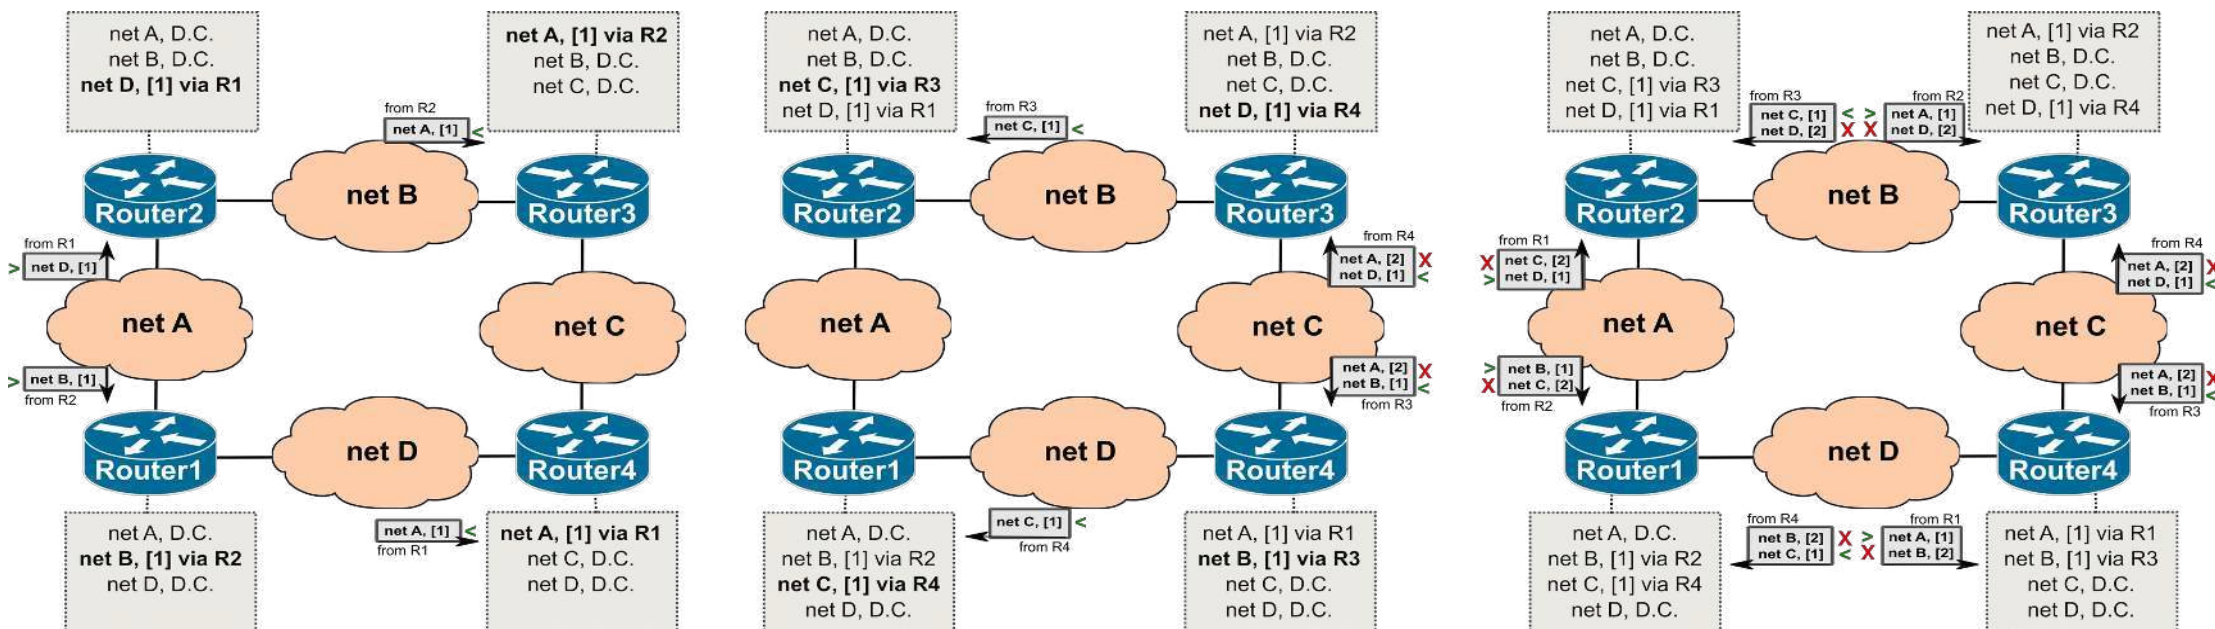 net A, D.C.
net B, D.C.
net D, [1] via R1
net A, [1] via R2
net B, D.C.
net C, D.C.
from R2
net A, [1] <
net B
Router2
Router3
from R1
> net D, [1]
net A
net C
> net B, [1]
from R2
Router1
net D
Router4
net A, D.C.
net B, [1] via R2
net D, D.C.
net A, [1] <
from R1
net A, [1] via R1
net C, D.C.
net D, D.C.
net A, D.C.
net B, D.C.
net C, [1] via R3
net D, [1] via R1
net A, [1] via R2
net B, D.C.
net C, D.C.
net D, [1] via R4
from R3
net C, [1] <
net B
Router2
Router3
from R4
net A, [2] X
net D, [1] <
net A
net C
net A, [2] X
net B, [1] <
from R3
Router1
net D
Router4
net A, D.C.
net B, [1] via R2
net C, [1] via R4
net D, D.C.
net C, [1] <
from R4
net A, [1] via R1
net B, [1] via R3
net C, D.C.
net D, D.C.
net A, D.C.
net B, D.C.
net C, [1] via R3
net D, [1] via R1
net A, [1] via R2
net B, D.C.
net C, D.C.
net D, [1] via R4
from R3
net C, [1] <
net D, [2] X
from R2
> net A, [1]
X net D, [2]
net B
Router2
Router3
from R1
X net C, [2]
> net D, [1]
from R4
net A, [2] X
net D, [1] <
net A
net C
> net B, [1]
X net C, [2]
from R2
net A, [2] X
net B, [1] <
from R3
Router1
net D
Router4
net A, D.C.
net B, [1] via R2
net C, [1] via R4
net D, D.C.
from R4
net B, [2] X
net C, [1] <
from R1
> net A, [1]
X net B, [2]
net A, [1] via R1
net B, [1] via R3
net C, D.C.
net D, D.C.